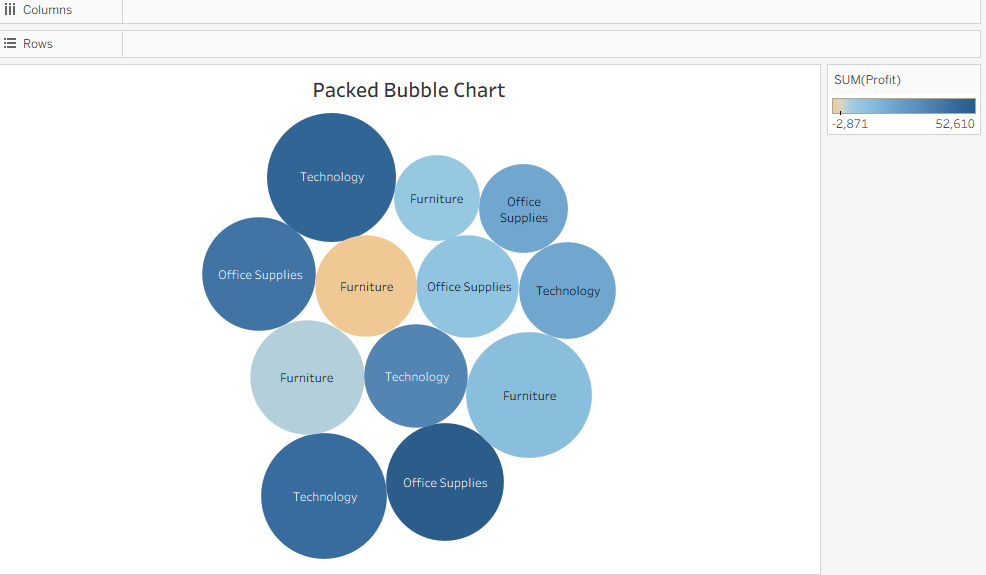 Columns
Rows
SUM(Profit)
-2,871 52,610
Packed Bubble Chart
Technology
Furniture
Office
Supplies
Office Supplies
Furniture
Office Supplies
Technology
Furniture
Technology
Furniture
Technology
Office Supplies